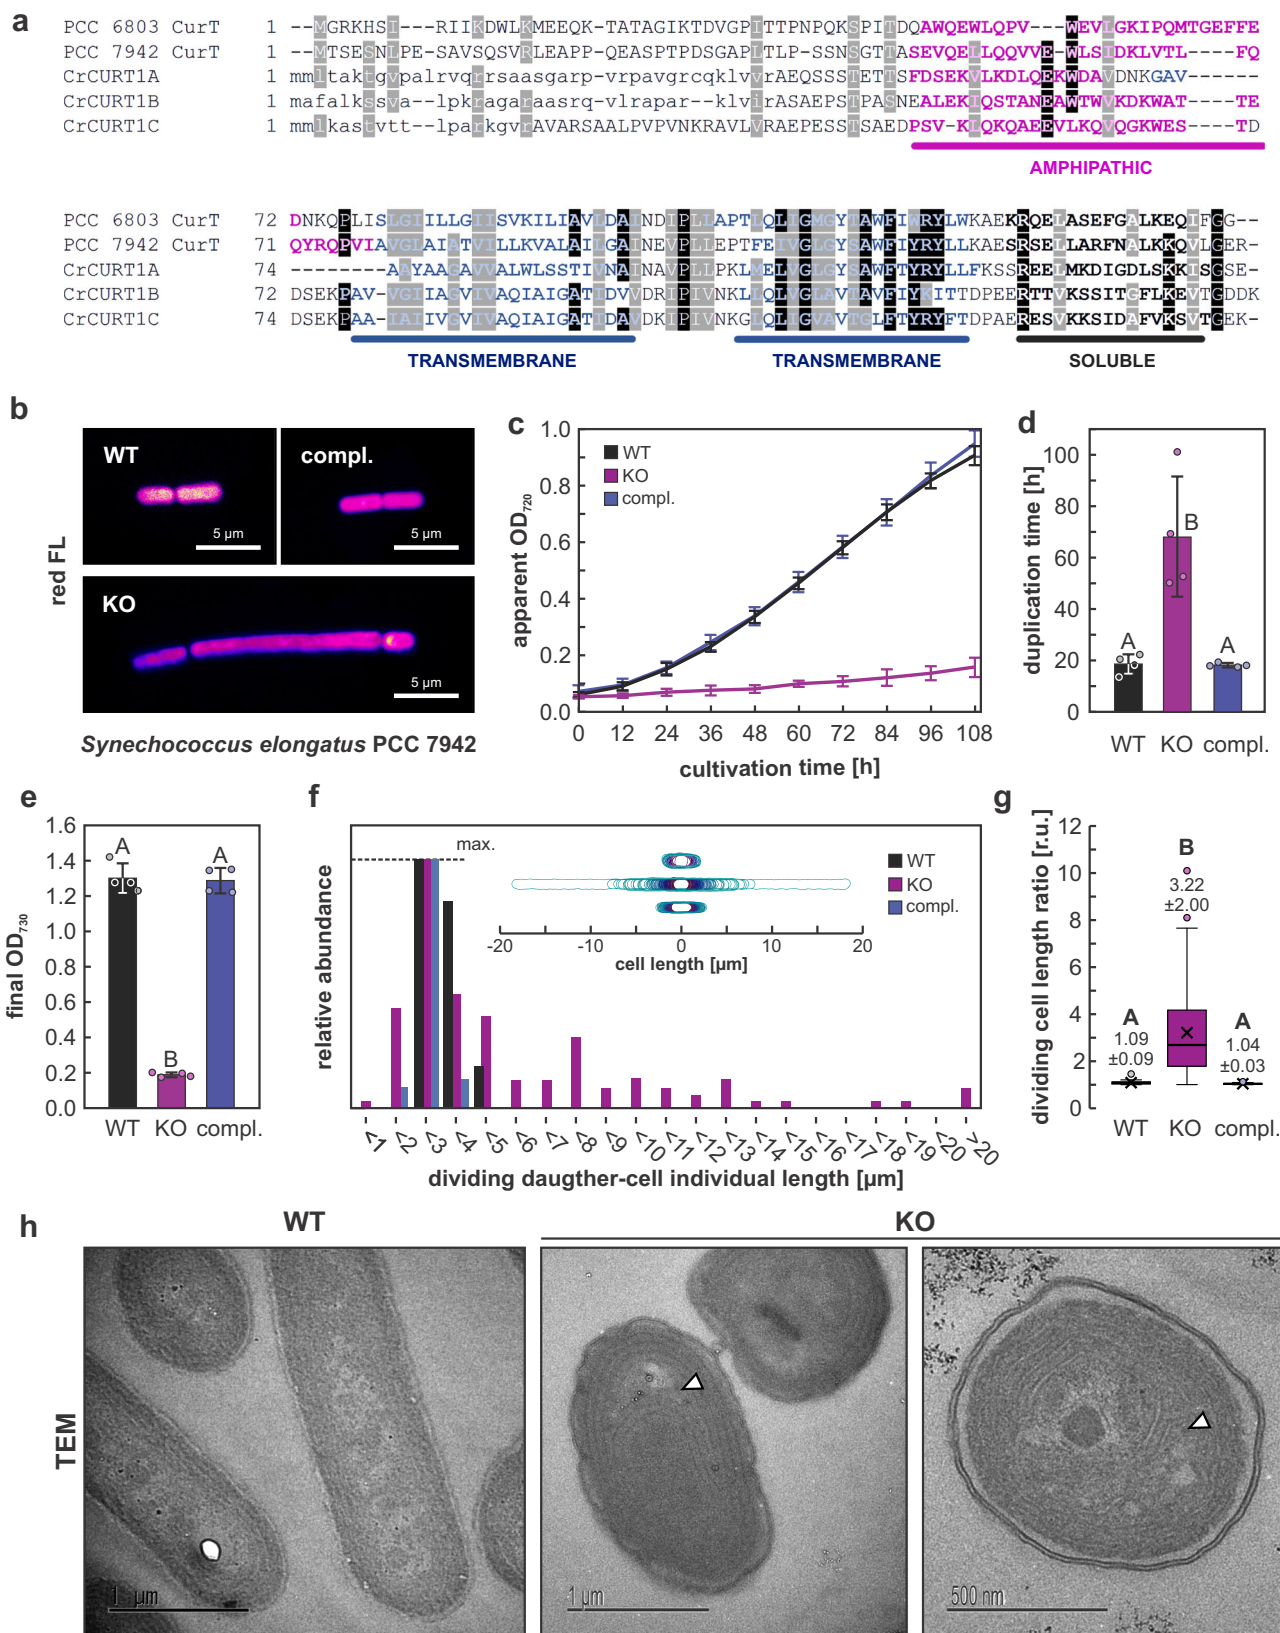 a
PCC 6803 CurT 1 --MGRKHSI---RIIKDWLKMEEQK-TATAGIKTDVGPITTPNPQKSPITDQAWQEWLQPV---WEVLGKIPQMTGEFFE
PCC 7942 CurT 1 --MTSESNLPE-SAVSQSVRLEAPP-QEASPTPDSGAPLTLP-SSNSGTTASEVQELLQQVVE-WLSIDKLVTL----FQ
CrCURT1A 1 mmltaktgvpalrvqrrsaasgarp-vrpavgrcqklvvrAEQSSSTETTSFDSEKVLKDLQEKWDAVDNKGAV------
CrCURT1B 1 mafalkssva--lpkragaraasrq-vlrapar--klvirASAEPSTPASNEALEKIQSTANEAWTWVKDKWAT----TE
CrCURT1C 1 mmlkastvtt--lparkgvrAVARSAALPVPVNKRAVLVRAEPESSTSAEDPSV-KLQKQAEEVLKQVQGKWES----TD
AMPHIPATHIC
PCC 6803 CurT 72 DNKQPLISLGIILLGIISVKILIAVLDAINDIPLLAPTLQLIGMGYTAWFIWRYLWKAEKRQELASEFGALKEQIFGG--
PCC 7942 CurT 71 QYRQPVIAVGLAIATVILLKVALAILGAINEVPLLEPTFEIVGLGYSAWFIYRYLLKAESRSELLARFNALKKQVLGER-
CrCURT1A 74 --------AAYAAGAVVALWLSSTIVNAINAVPLLPKLMELVGLGYSAWFTYRYLLFKSSREELMKDIGDLSKKISGSE-
CrCURT1B 72 DSEKPAV-VGIIAGVIVAQIAIGATIDVVDRIPIVNKLLQLVGLAVTAVFIYKITTDPEERTTVKSSITGFLKEVTGDDK
CrCURT1C 74 DSEKPAA-IAIIVGVIVAQIAIGATIDAVDKIPIVNKGLQLIGVAVTGLFTYRYFTDPAERESVKKSIDAFVKSVTGEK-
TRANSMEMBRANE TRANSMEMBRANE SOLUBLE
b
red FL
WT
5 µm
compl.
5 µm
KO
5 µm
Synechococcus elongatus PCC 7942
c
apparent OD720
1.0
0.8
0.6
0.4
0.2
0.0
WT
KO
compl.
0 12 24 36 48 60 72 84 96 108
cultivation time [h]
d
duplication time [h]
100
80
60
40
20
0
A B A
WT KO compl.
e
final OD730
1.6
1.4
1.2
1.0
0.8
0.6
0.4
0.2
0.0
A B A
WT KO compl.
f
relative abundance
max.
WT
KO
compl.
-20 -10 0 10 20
cell length [µm]
<1 <2 <3 <4 <5 <6 <7 <8 <9 <10 <11 <12 <13 <14 <15 <16 <17 <18 <19 <20 >20
dividing daugther-cell individual length [µm]
g
dividing cell length ratio [r.u.]
12
10
8
6
4
2
0
A
1.09
±0.09
B
3.22
±2.00
A
1.04
±0.03
WT KO compl.
h
WT KO
TEM
1 µm
1 µm
500 nm